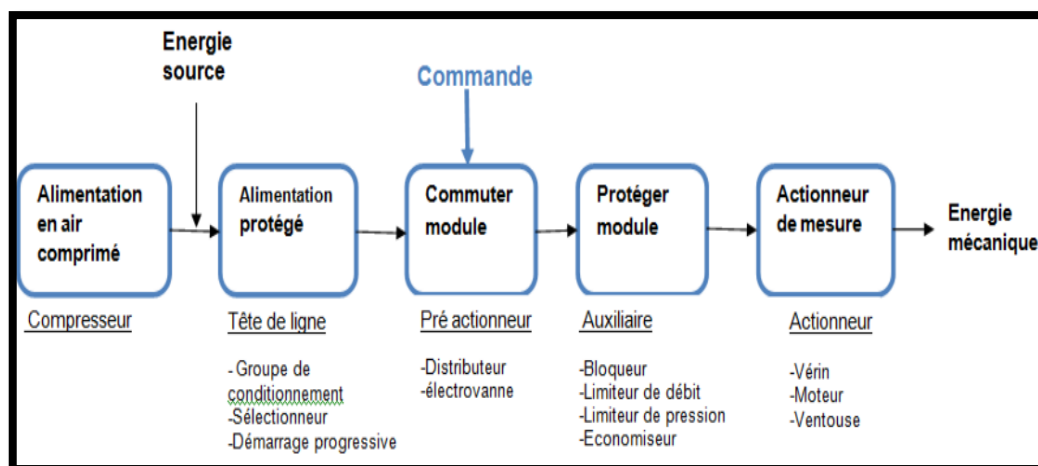 Energie
source
Commande
Alimentation
en air
comprimé
Alimentation
protégé
Commuter
module
Protéger
module
Actionneur
de mesure
Energie
mécanique
Compresseur
Tête de ligne
- Groupe de
conditionnement
-Sélectionneur
-Démarrage progressive
Pré actionneur
-Distributeur
-électrovanne
Auxiliaire
-Bloqueur
-Limiteur de débit
-Limiteur de pression
-Economiseur
Actionneur
-Vérin
-Moteur
-Ventouse